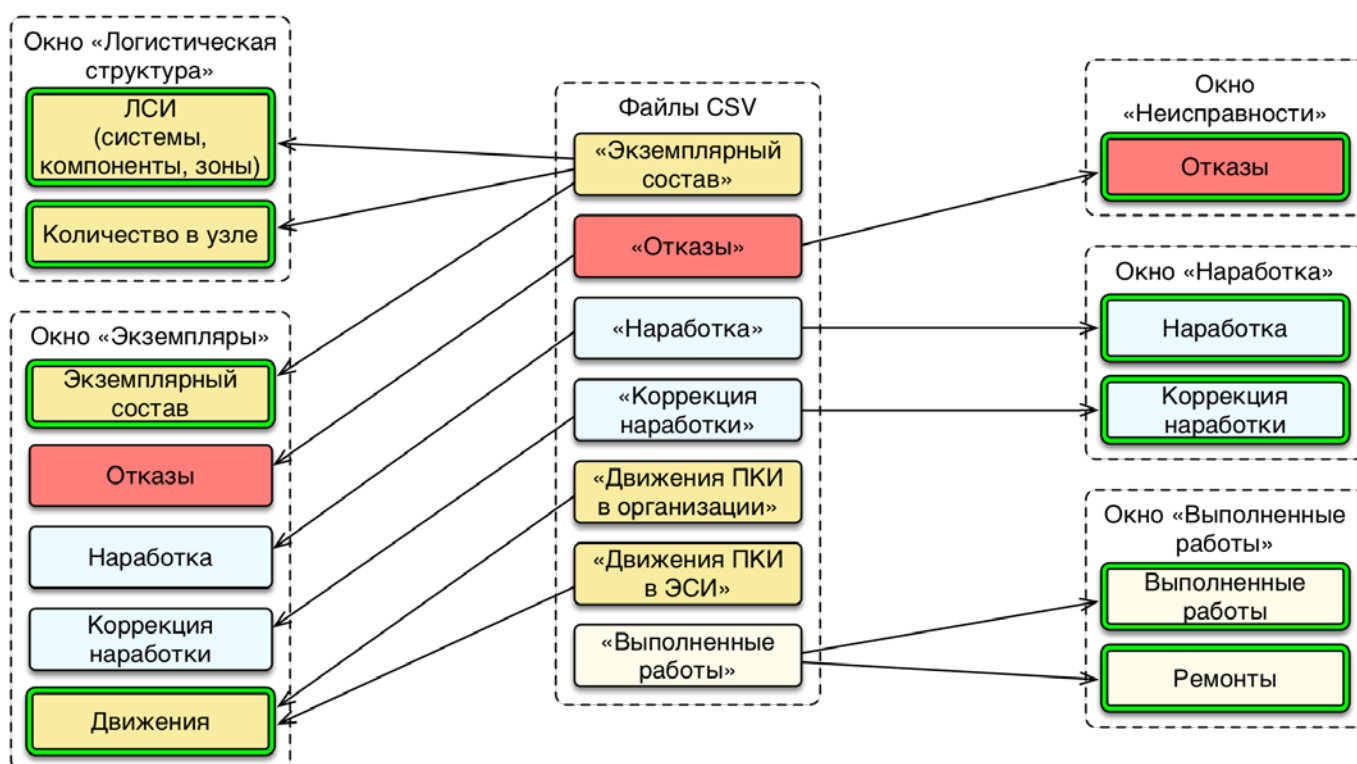 Окно «Логистическая
структура»
ЛСИ
(системы,
компоненты, зоны)
Количество в узле
Окно «Экземпляры»
Экземплярный
состав
Отказы
Наработка
Коррекция
наработки
Движения
Файлы CSV
«Экземплярный
состав»
«Отказы»
«Наработка»
«Коррекция
наработки»
«Движения ПКИ
в организации»
«Движения ПКИ
в ЭСИ»
«Выполненные
работы»
Окно
«Неисправности»
Отказы
Окно «Наработка»
Наработка
Коррекция
наработки
Окно «Выполненные
работы»
Выполненные
работы
Ремонты